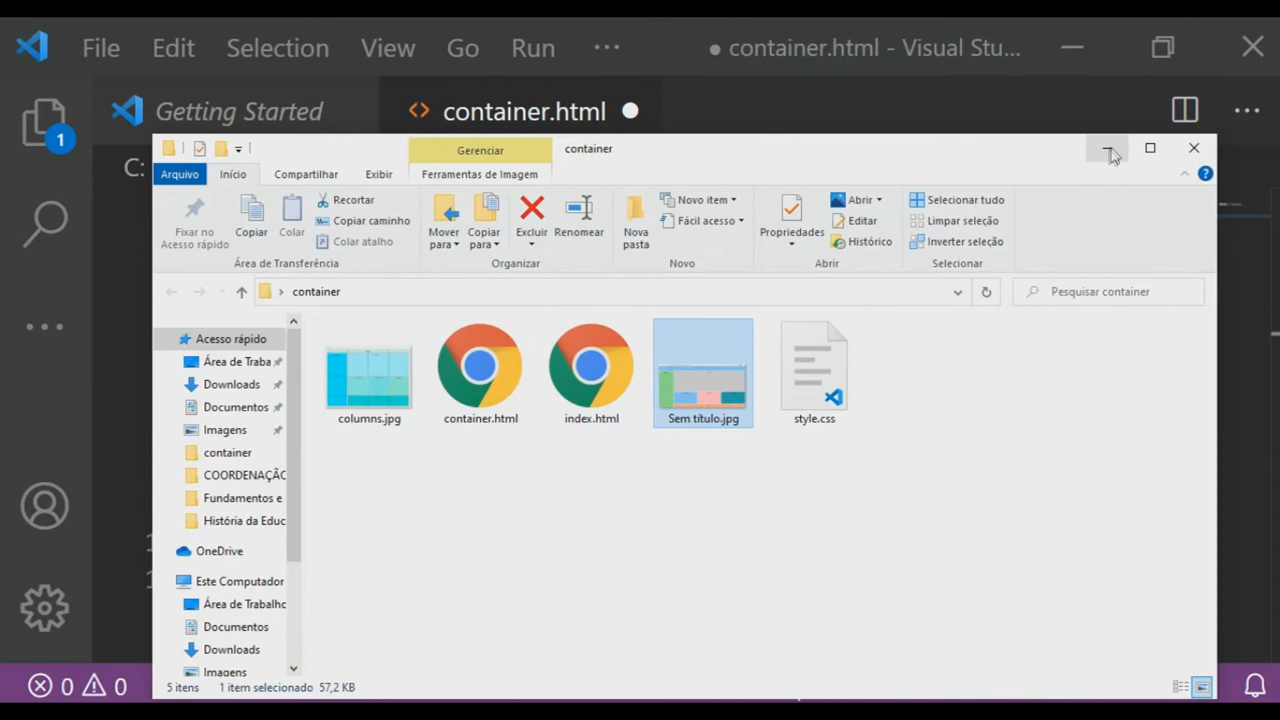 File Edit Selection View Go Run ··· ● container.html - Visual Stu...
Getting Started <> container.html ●
1
C:
Gerenciar container
Arquivo Início Compartilhar Exibir Ferramentas de Imagem
Fixar no
Acesso rápido
Copiar
Colar
Recortar
Copiar caminho
Colar atalho
Área de Transferência
Mover
para
Copiar
para
Excluir
Renomear
Organizar
Nova
pasta
Novo item
Fácil acesso
Novo
Propriedades
Abrir
Editar
Histórico
Abrir
Selecionar tudo
Limpar seleção
Inverter seleção
Selecionar
container
Pesquisar container
Acesso rápido
Área de Traba
Downloads
Documentos
Imagens
container
COORDENAÇÃO
Fundamentos e
História da Educ
OneDrive
Este Computador
Área de Trabalho
Documentos
Downloads
Imagens
columns.jpg
container.html
index.html
Sem título.jpg
style.css
5 itens 1 item selecionado 57,2 KB
0 0